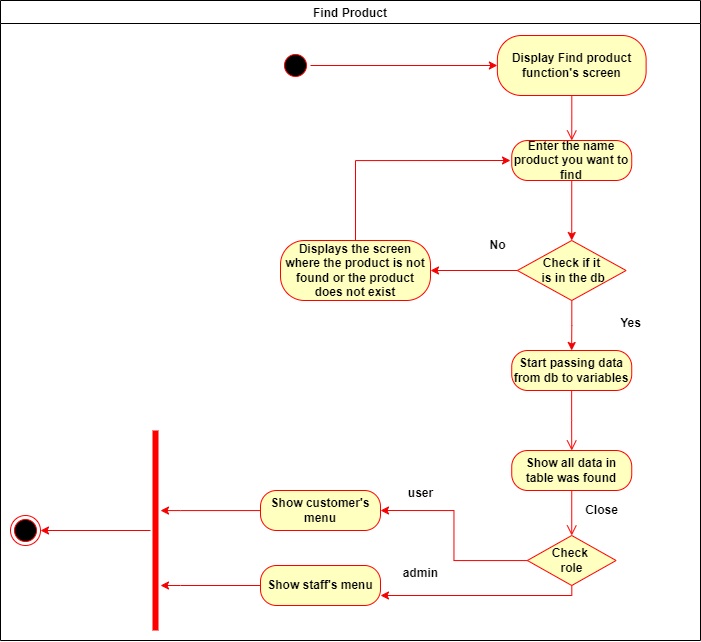 Find Product
Display Find product
function's screen
Enter the name
product you want to
find
No
Displays the screen
where the product is not
found or the product
does not exist
Check if it
is in the db
Yes
Start passing data
from db to variables
Show all data in
table was found
Close
user
Show customer's
menu
Check
role
admin
Show staff's menu